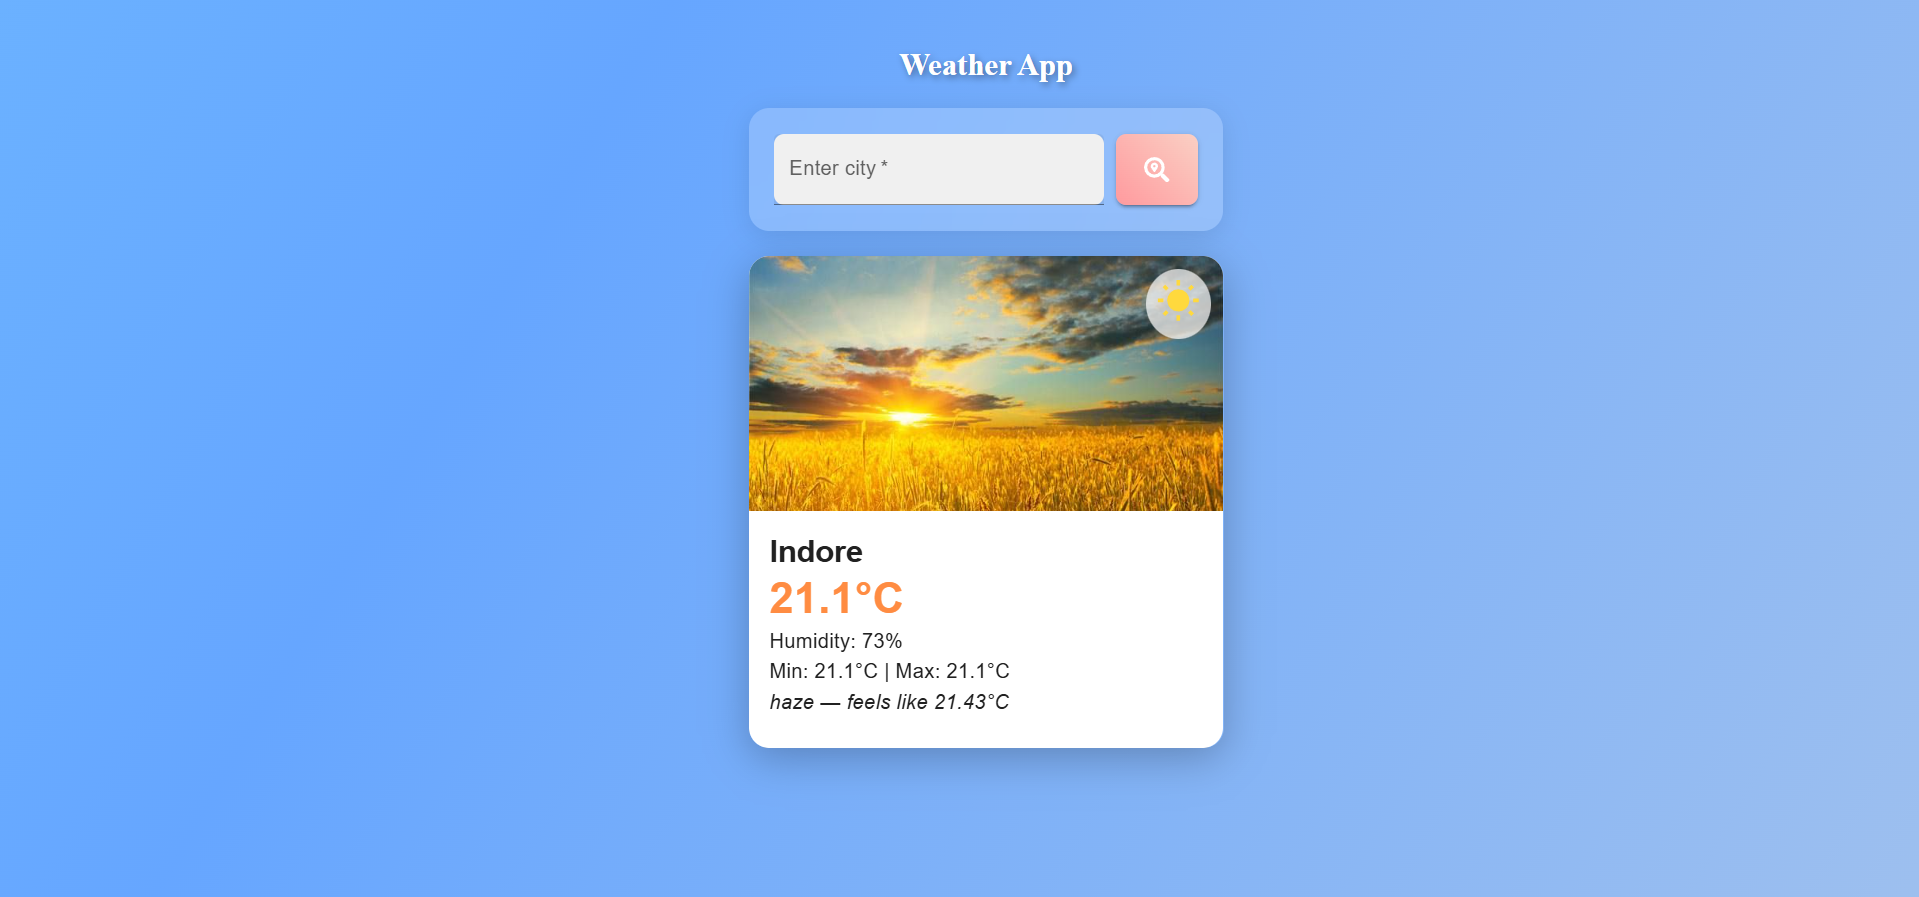 Weather App
Enter city *
Indore
21.1°C
Humidity: 73%
Min: 21.1°C | Max: 21.1°C
haze — feels like 21.43°C